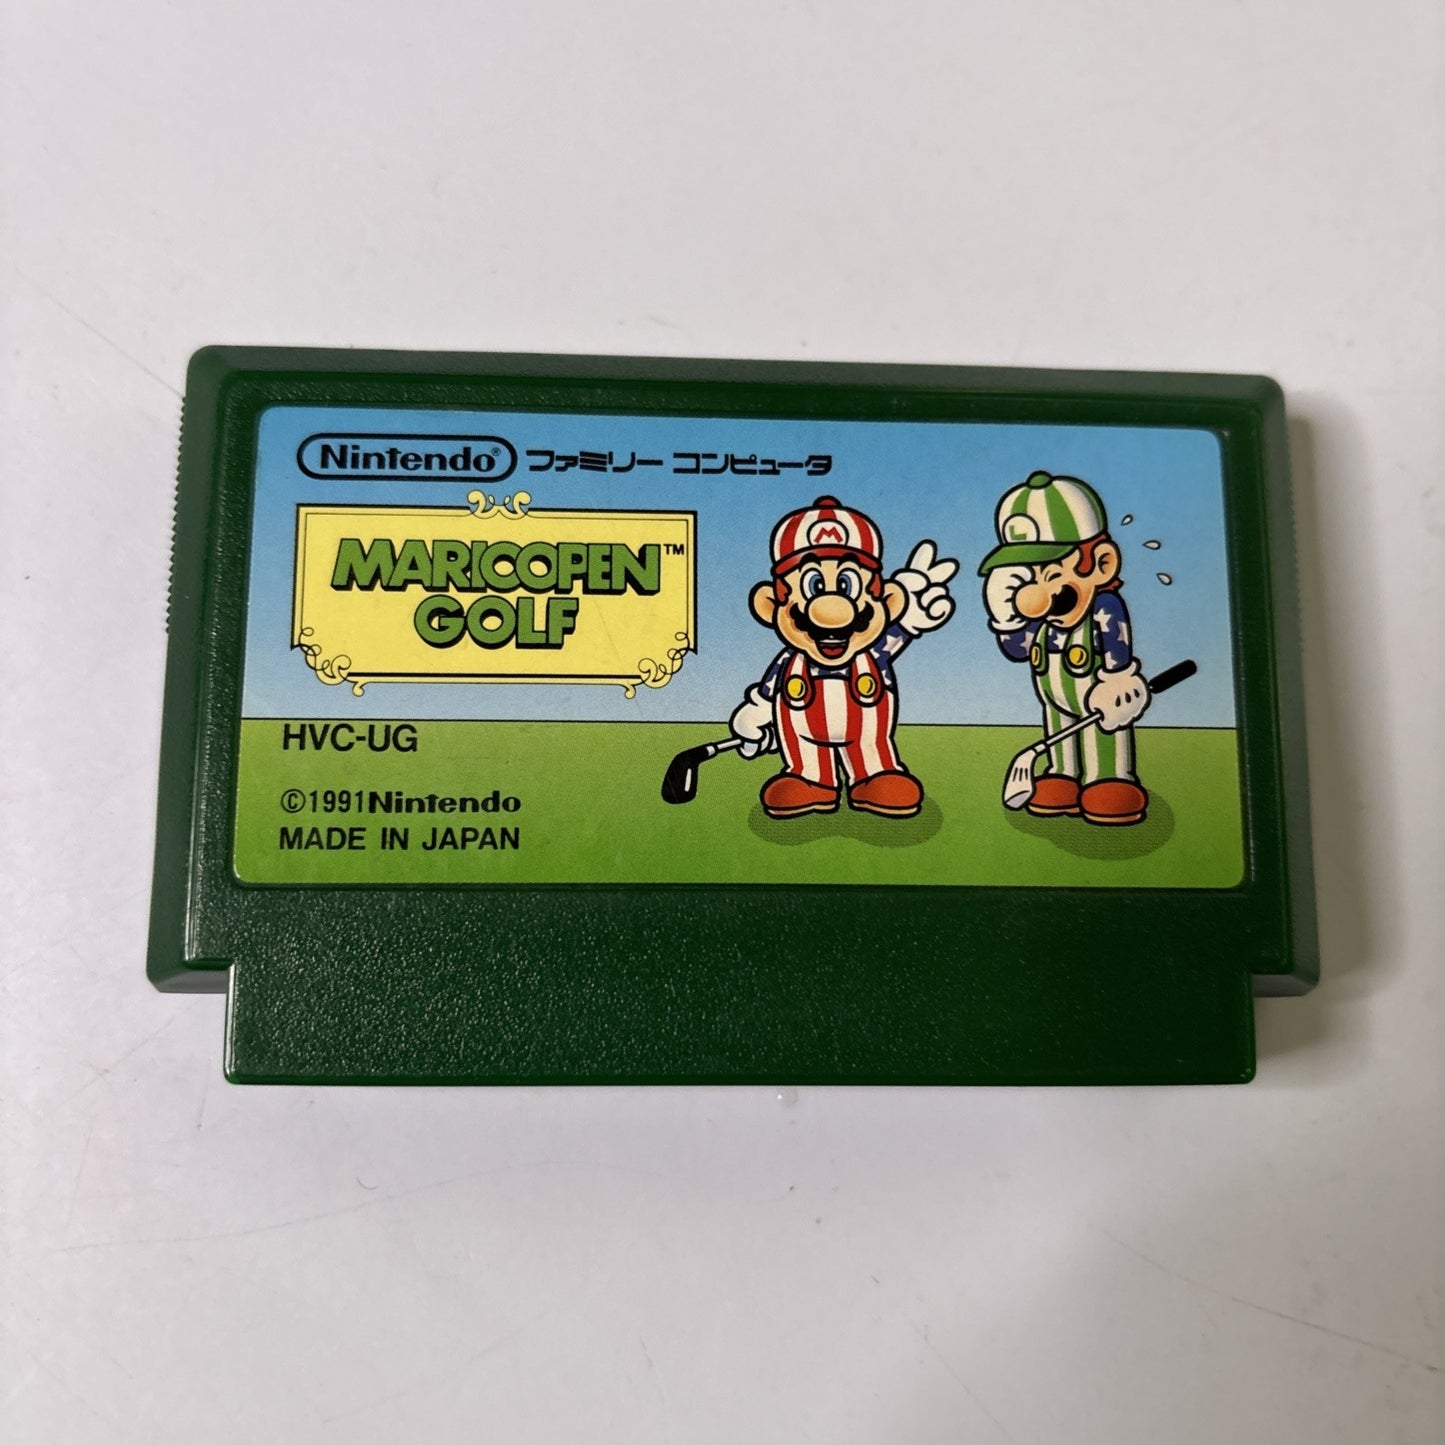 Nintendo® ファミリー コンピュータ
MARIOOPEN™
GOLF
HVC-UG
©1991Nintendo
MADE IN JAPAN
M
L